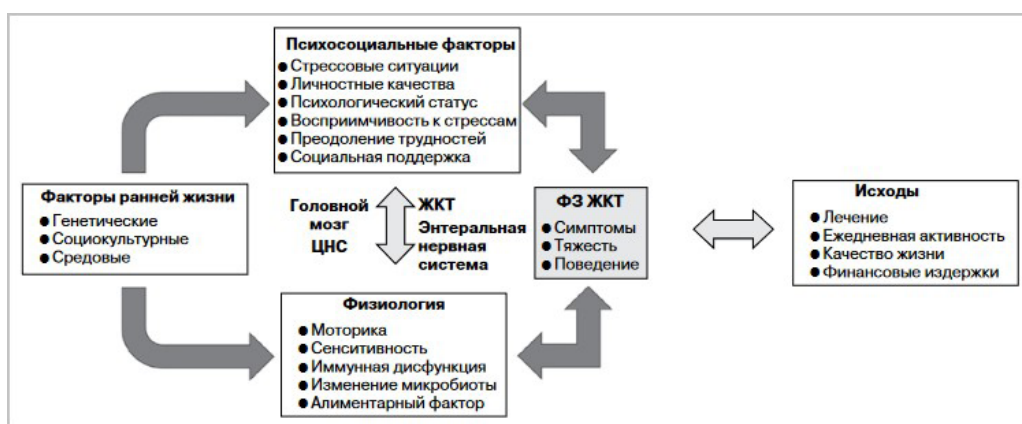 Психосоциальные факторы
● Стрессовые ситуации
● Личностные качества
● Психологический статус
● Восприимчивость к стрессам
● Преодоление трудностей
● Социальная поддержка
Факторы ранней жизни
● Генетические
● Социокультурные
● Средовые
Головной
мозг
ЦНС
ЖКТ
Энтеральная
нервная
система
ФЗ ЖКТ
● Симптомы
● Тяжесть
● Поведение
Исходы
● Лечение
● Ежедневная активность
● Качество жизни
● Финансовые издержки
Физиология
● Моторика
● Сенситивность
● Иммунная дисфункция
● Изменение микробиоты
● Алиментарный фактор